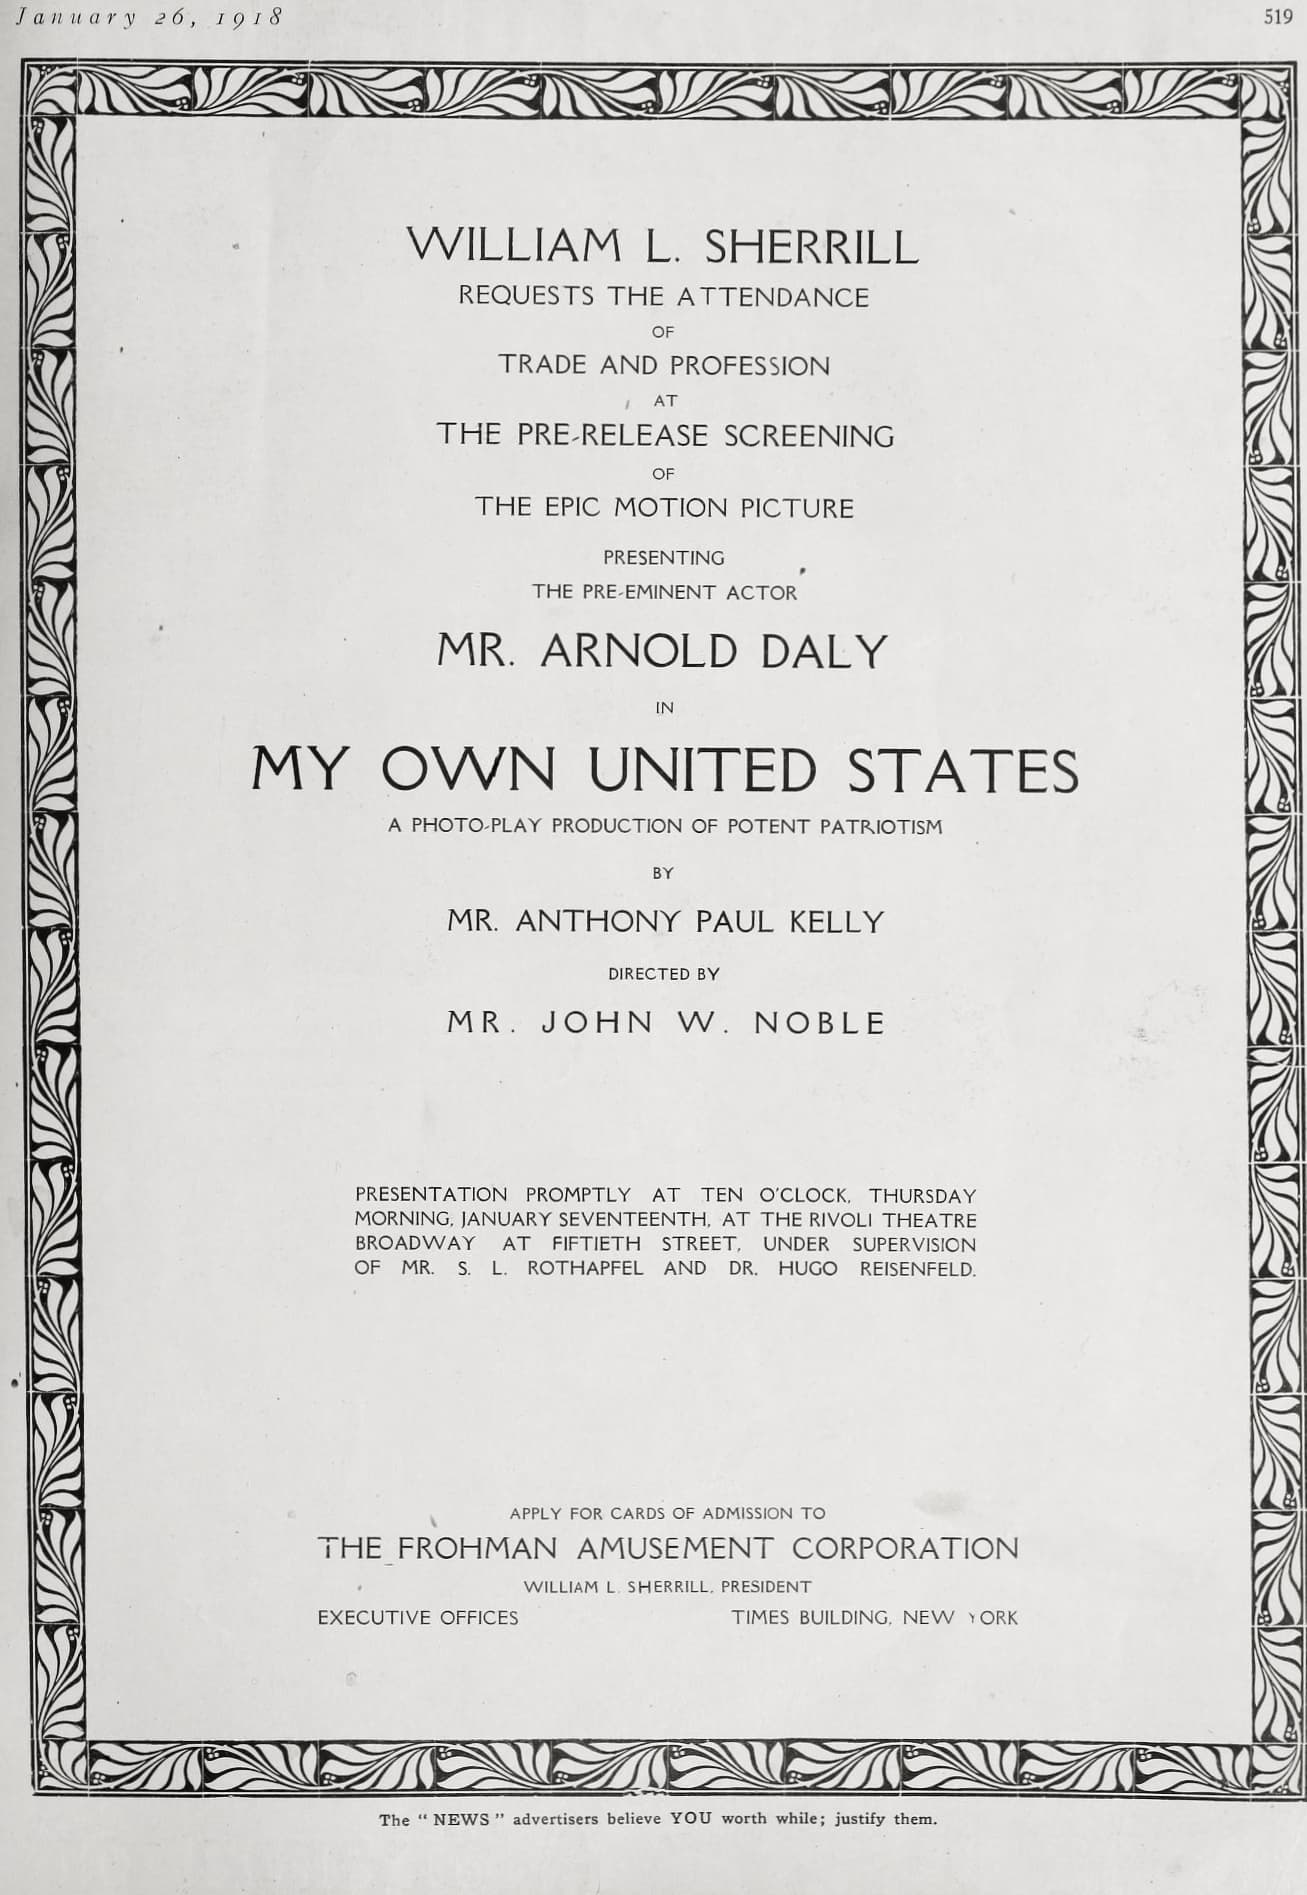 January 26, 1918
519
WILLIAM L. SHERRILL
REQUESTS THE ATTENDANCE
OF
TRADE AND PROFESSION
AT
THE PRE-RELEASE SCREENING
OF
THE EPIC MOTION PICTURE
PRESENTING
THE PRE-EMINENT ACTOR
MR. ARNOLD DALY
IN
MY OWN UNITED STATES
A PHOTO-PLAY PRODUCTION OF POTENT PATRIOTISM
BY
MR. ANTHONY PAUL KELLY
DIRECTED BY
MR. JOHN W. NOBLE
PRESENTATION PROMPTLY AT TEN O'CLOCK, THURSDAY
MORNING, JANUARY SEVENTEENTH, AT THE RIVOLI THEATRE
BROADWAY AT FIFTIETH STREET, UNDER SUPERVISION
OF MR. S. L. ROTHAPFEL AND DR. HUGO REISENFELD.
APPLY FOR CARDS OF ADMISSION TO
THE FROHMAN AMUSEMENT CORPORATION
WILLIAM L. SHERRILL, PRESIDENT
EXECUTIVE OFFICES TIMES BUILDING, NEW YORK
The "NEWS" advertisers believe YOU worth while; justify them.